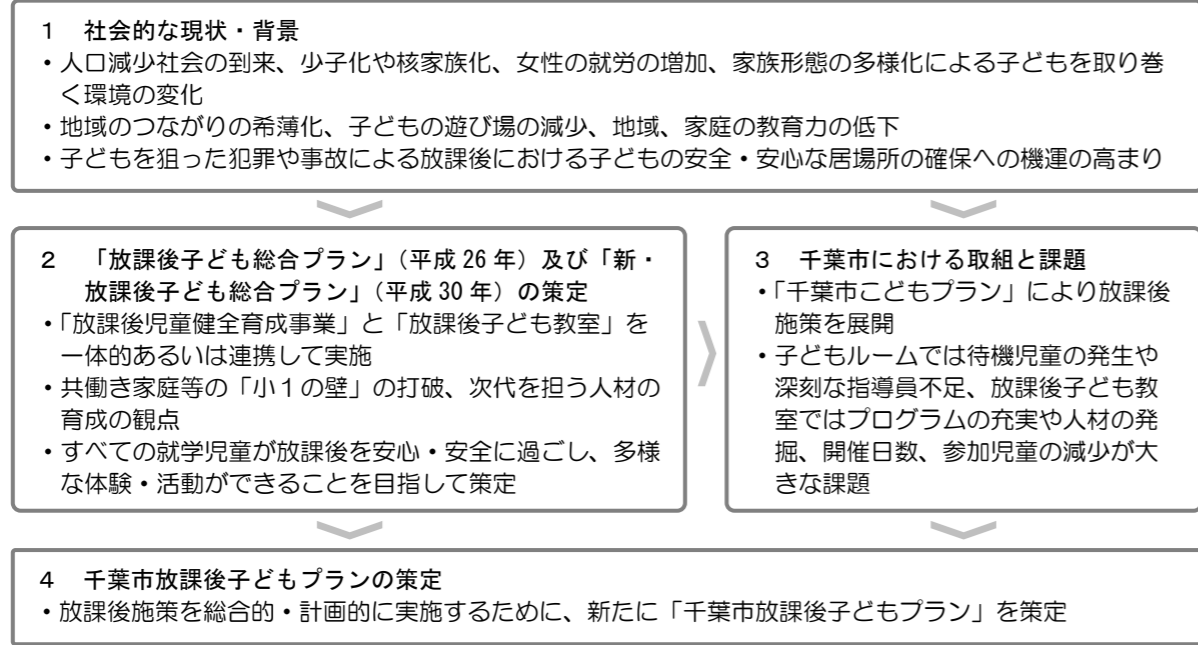 1 社会的な現状・背景
・人口減少社会の到来、少子化や核家族化、女性の就労の増加、家族形態の多様化による子どもを取り巻
く環境の変化
・地域のつながりの希薄化、子どもの遊び場の減少、地域、家庭の教育力の低下
・子どもを狙った犯罪や事故による放課後における子どもの安全・安心な居場所の確保への機運の高まり
2 「放課後子ども総合プラン」(平成 26 年)及び「新・
放課後子ども総合プラン」(平成 30 年)の策定
・「放課後児童健全育成事業」と「放課後子ども教室」を
一体的あるいは連携して実施
・共働き家庭等の「小1の壁」の打破、次代を担う人材の
育成の観点
・すべての就学児童が放課後を安心・安全に過ごし、多様
な体験・活動ができることを目指して策定
3 千葉市における取組と課題
・「千葉市こどもプラン」により放課後
施策を展開
・子どもルームでは待機児童の発生や
深刻な指導員不足、放課後子ども教
室ではプログラムの充実や人材の発
掘、開催日数、参加児童の減少が大
きな課題
4 千葉市放課後子どもプランの策定
・放課後施策を総合的・計画的に実施するために、新たに「千葉市放課後子どもプラン」を策定